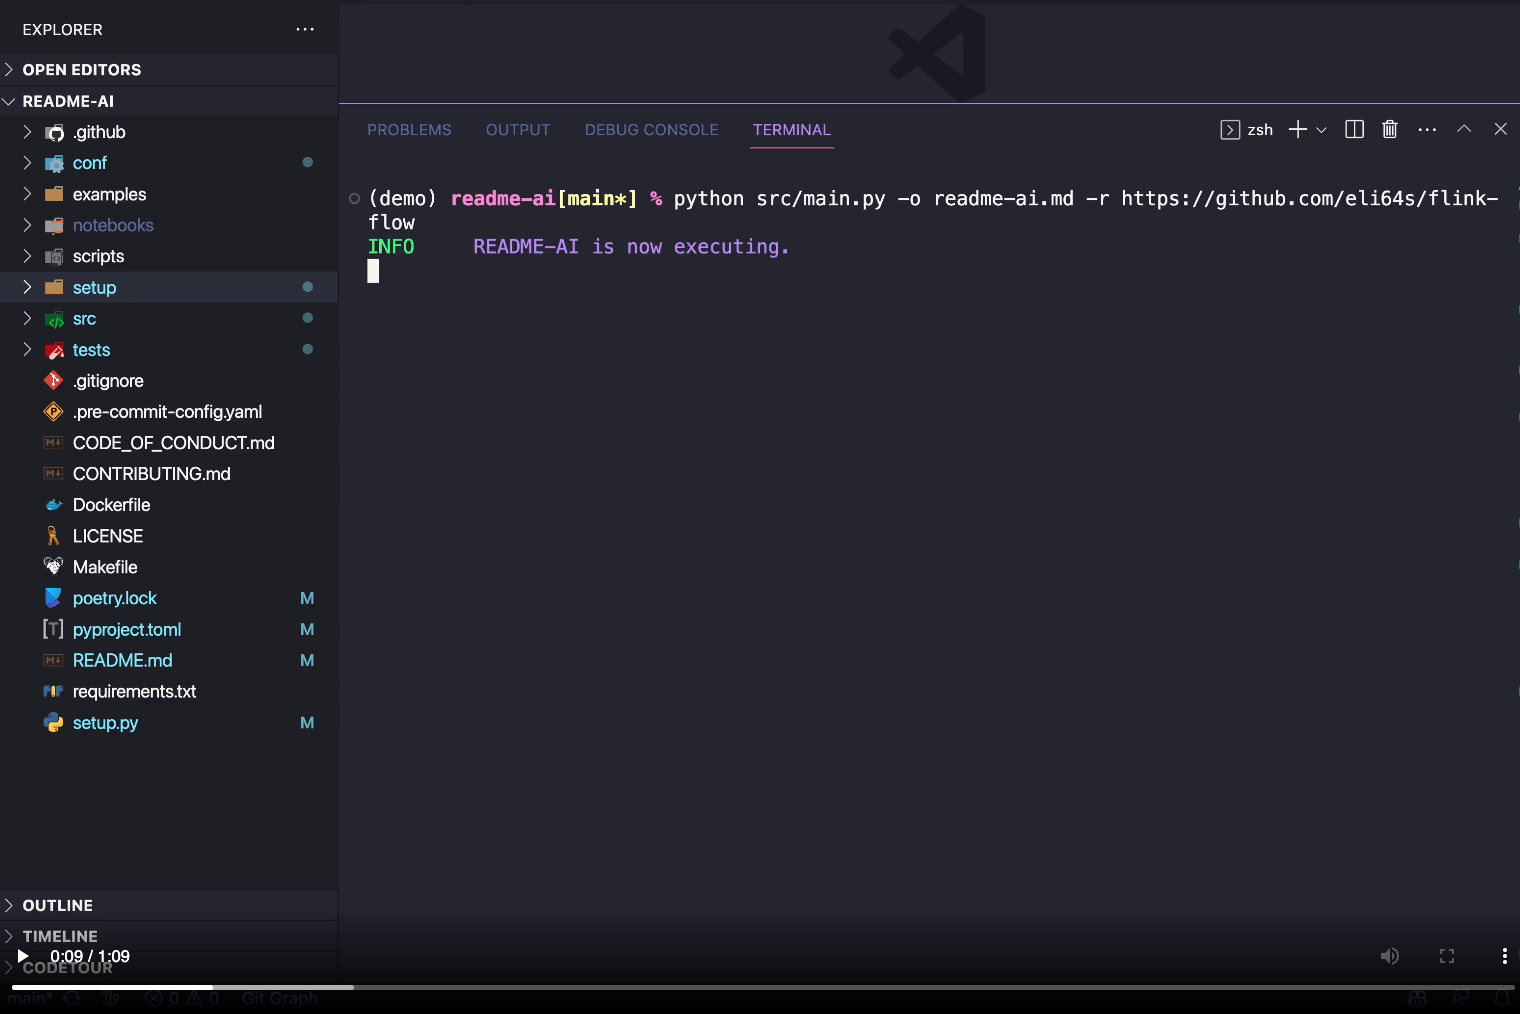 EXPLORER
OPEN EDITORS
README-AI
.github
conf
examples
notebooks
scripts
setup
src
tests
.gitignore
.pre-commit-config.yaml
CODE_OF_CONDUCT.md
CONTRIBUTING.md
Dockerfile
LICENSE
Makefile
poetry.lock M
pyproject.toml M
README.md M
requirements.txt
setup.py M
OUTLINE
TIMELINE
0:09 / 1:09
CODETOUR
main* 0 0 Git Graph
PROBLEMS OUTPUT DEBUG CONSOLE TERMINAL zsh
(demo) readme-ai[main*] % python src/main.py -o readme-ai.md -r https://github.com/eli64s/flink-
flow
INFO README-AI is now executing.